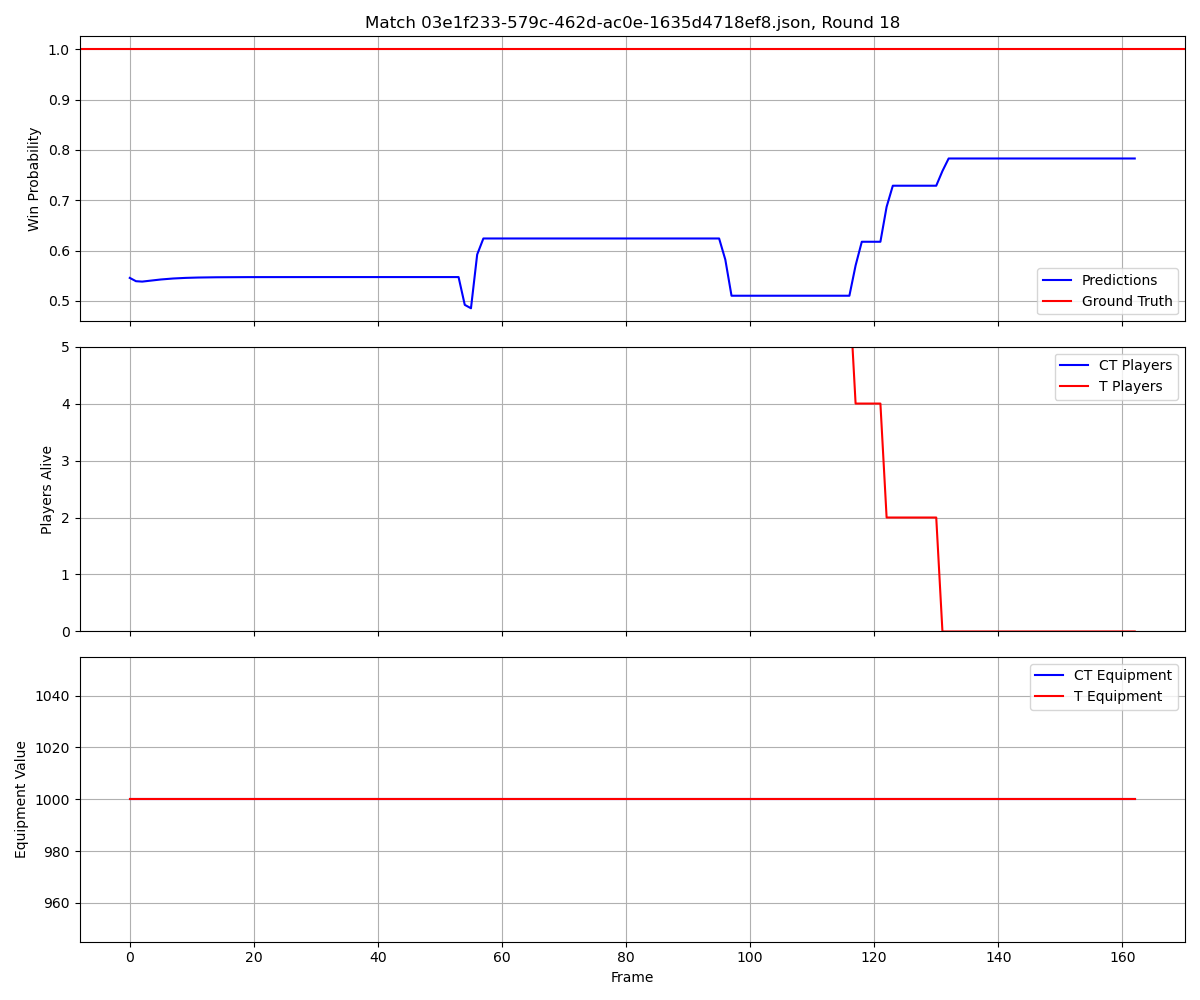 Match 03e1f233-579c-462d-ac0e-1635d4718ef8.json, Round 18
Win Probability
1.0
0.9
0.8
0.7
0.6
0.5
Predictions
Ground Truth
Players Alive
5
4
3
2
1
0
CT Players
T Players
Equipment Value
1040
1020
1000
980
960
CT Equipment
T Equipment
0 20 40 60 80 100 120 140 160
Frame